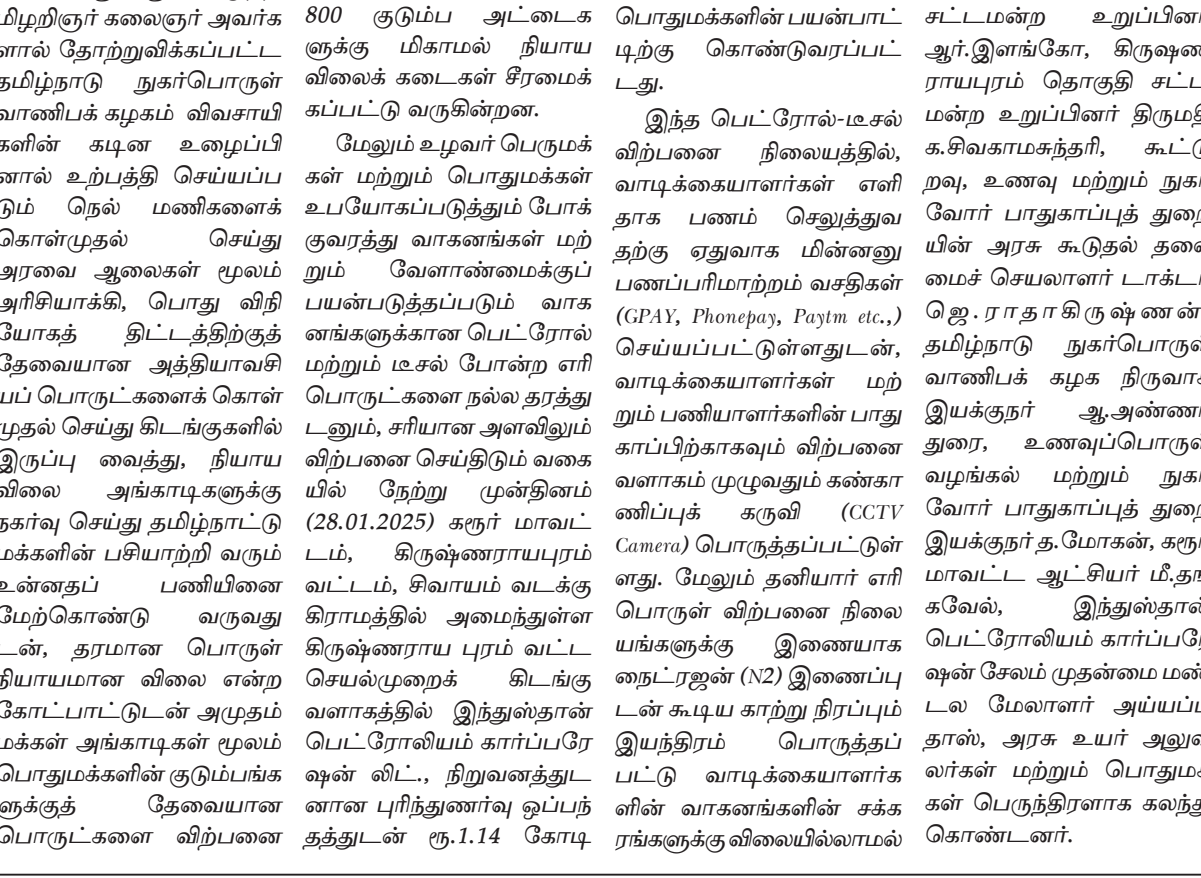 மிழறிஞர் கலைஞர் அவர்க
ளால் தோற்றுவிக்கப்பட்ட
தமிழ்நாடு நுகர்பொருள்
வாணிபக் கழகம் விவசாயி
களின் கடின உழைப்பி
னால் உற்பத்தி செய்யப்ப
டும் நெல் மணிகளைக்
கொள்முதல் செய்து
அரவை ஆலைகள் மூலம்
அரிசியாக்கி, பொது விநி
யோகத் திட்டத்திற்குத்
தேவையான அத்தியாவசி
யப் பொருட்களைக் கொள்
முதல் செய்து கிடங்குகளில்
இருப்பு வைத்து, நியாய
விலை அங்காடிகளுக்கு
நகர்வு செய்து தமிழ்நாட்டு
மக்களின் பசியாற்றி வரும்
உன்னதப் பணியினை
மேற்கொண்டு வருவது
டன், தரமான பொருள்
நியாயமான விலை என்ற
கோட்பாட்டுடன் அமுதம்
மக்கள் அங்காடிகள் மூலம்
பொதுமக்களின் குடும்பங்க
ளுக்குத் தேவையான
பொருட்களை விற்பனை
800 குடும்ப அட்டைக
ளுக்கு மிகாமல் நியாய
விலைக் கடைகள் சீரமைக்
கப்பட்டு வருகின்றன.
மேலும் உழவர் பெருமக்
கள் மற்றும் பொதுமக்கள்
உபயோகப்படுத்தும் போக்
குவரத்து வாகனங்கள் மற்
றும் வேளாண்மைக்குப்
பயன்படுத்தப்படும் வாக
னங்களுக்கான பெட்ரோல்
மற்றும் டீசல் போன்ற எரி
பொருட்களை நல்ல தரத்து
டனும், சரியான அளவிலும்
விற்பனை செய்திடும் வகை
யில் நேற்று முன்தினம்
(28.01.2025) கரூர் மாவட்
டம், கிருஷ்ணராயபுரம்
வட்டம், சிவாயம் வடக்கு
கிராமத்தில் அமைந்துள்ள
கிருஷ்ணராய புரம் வட்ட
செயல்முறைக் கிடங்கு
வளாகத்தில் இந்துஸ்தான்
பெட்ரோலியம் கார்ப்பரே
ஷன் லிட்., நிறுவனத்துட
னான புரிந்துணர்வு ஒப்பந்
தத்துடன் ரூ.1.14 கோடி
பொதுமக்களின் பயன்பாட்
டிற்கு கொண்டுவரப்பட்
டது.
இந்த பெட்ரோல்-டீசல்
விற்பனை நிலையத்தில்,
வாடிக்கையாளர்கள் எளி
தாக பணம் செலுத்துவ
தற்கு ஏதுவாக மின்னனு
பணப்பரிமாற்றம் வசதிகள்
(GPAY, Phonepay, Paytm etc.,)
செய்யப்பட்டுள்ளதுடன்,
வாடிக்கையாளர்கள் மற்
றும் பணியாளர்களின் பாது
காப்பிற்காகவும் விற்பனை
வளாகம் முழுவதும் கண்கா
ணிப்புக் கருவி (CCTV
Camera) பொருத்தப்பட்டுள்
ளது. மேலும் தனியார் எரி
பொருள் விற்பனை நிலை
யங்களுக்கு இணையாக
நைட்ரஜன் (N2) இணைப்பு
டன் கூடிய காற்று நிரப்பும்
இயந்திரம் பொருத்தப்
பட்டு வாடிக்கையாளர்க
ளின் வாகனங்களின் சக்க
ரங்களுக்கு விலையில்லாமல்
சட்டமன்ற உறுப்பினர்
ஆர்.இளங்கோ, கிருஷ்ண
ராயபுரம் தொகுதி சட்ட
மன்ற உறுப்பினர் திருமதி
க.சிவகாமசுந்தரி, கூட்டு
றவு, உணவு மற்றும் நுகர்
வோர் பாதுகாப்புத் துறை
யின் அரசு கூடுதல் தலை
மைச் செயலாளர் டாக்டர்
ஜெ.ராதாகிருஷ்ணன்,
தமிழ்நாடு நுகர்பொருள்
வாணிபக் கழக நிருவாக
இயக்குநர் ஆ.அண்ணா
துரை, உணவுப்பொருள்
வழங்கல் மற்றும் நுகர்
வோர் பாதுகாப்புத் துறை
இயக்குநர் த.மோகன், கரூர்
மாவட்ட ஆட்சியர் மீ.தங்
கவேல், இந்துஸ்தான்
பெட்ரோலியம் கார்ப்பரே
ஷன் சேலம் முதன்மை மண்
டல மேலாளர் அய்யப்ப
தாஸ், அரசு உயர் அலுவ
லர்கள் மற்றும் பொதுமக்
கள் பெருந்திரளாக கலந்து
கொண்டனர்.